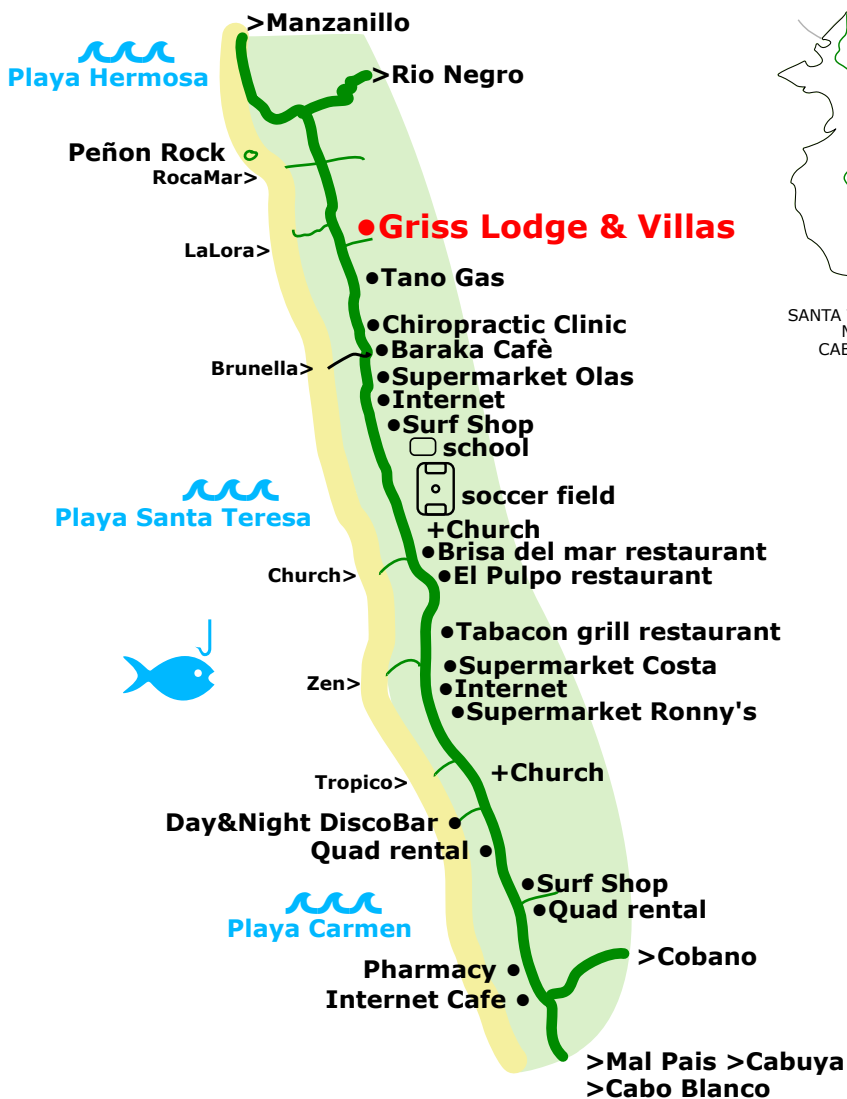 >Manzanillo
Playa Hermosa
>Rio Negro
Peñon Rock
RocaMar>
•Griss Lodge & Villas
LaLora>
•Tano Gas
SANTA
•Chiropractic Clinic
•Baraka Cafè
Brunella>
•Supermarket Olas
•Internet
•Surf Shop
school
soccer field
Playa Santa Teresa
+Church
•Brisa del mar restaurant
Church>
•El Pulpo restaurant
•Tabacon grill restaurant
•Supermarket Costa
Zen>
•Internet
•Supermarket Ronny's
+Church
Tropico>
Day&Night DiscoBar •
Quad rental •
•Surf Shop
•Quad rental
Playa Carmen
>Cobano
Pharmacy •
Internet Cafe •
>Mal Pais >Cabuya
>Cabo Blanco